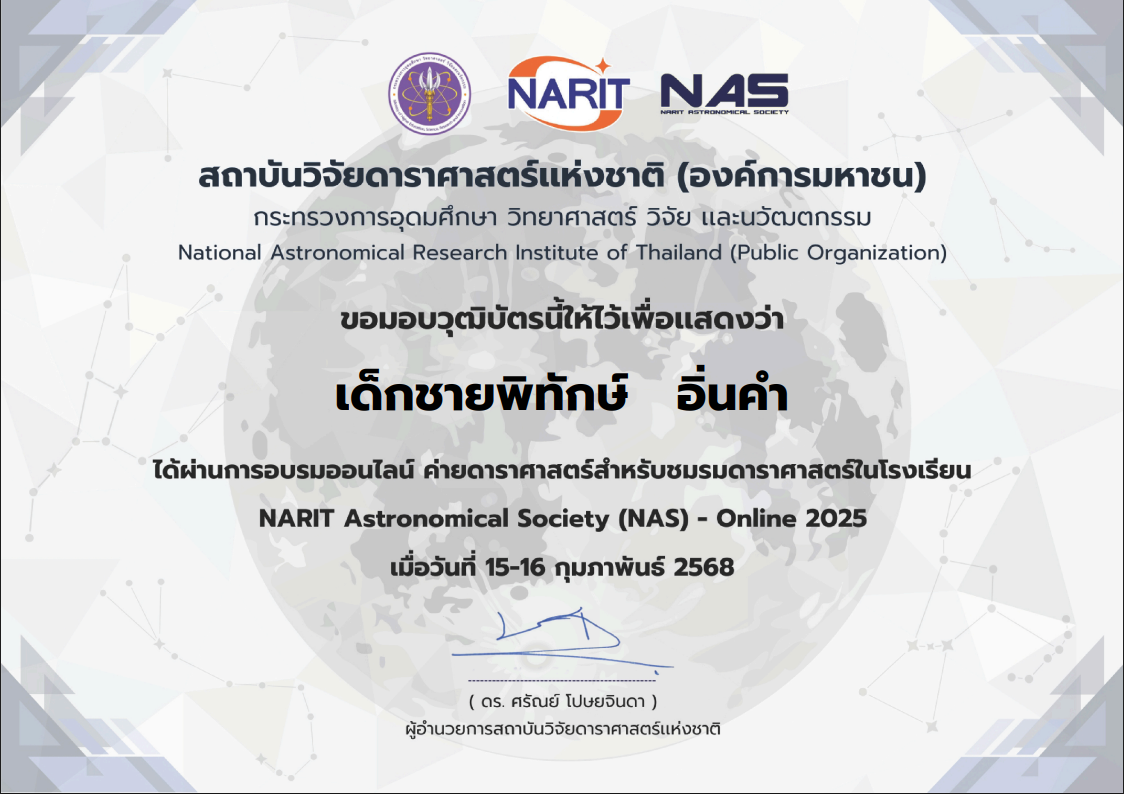 NARIT
NAS
NARIT ASTRONOMICAL SOCIETY
สถาบันวิจัยดาราศาสตร์แห่งชาติ (องค์การมหาชน)
กระทรวงการอุดมศึกษา วิทยาศาสตร์ วิจัย และนวัฒตกรรม
National Astronomical Research Institute of Thailand (Public Organization)
ขอมอบวุฒิบัตรนี้ให้ไว้เพื่อแสดงว่า
เด็กชายพิทักษ์ อิ่นคำ
ได้ผ่านการอบรมออนไลน์ ค่ายดาราศาสตร์สำหรับชมรมดาราศาสตร์ในโรงเรียน
NARIT Astronomical Society (NAS) - Online 2025
เมื่อวันที่ 15-16 กุมภาพันธ์ 2568
( ดร. ศรัณย์ โปษยจินดา )
ผู้อำนวยการสถาบันวิจัยดาราศาสตร์แห่งชาติ